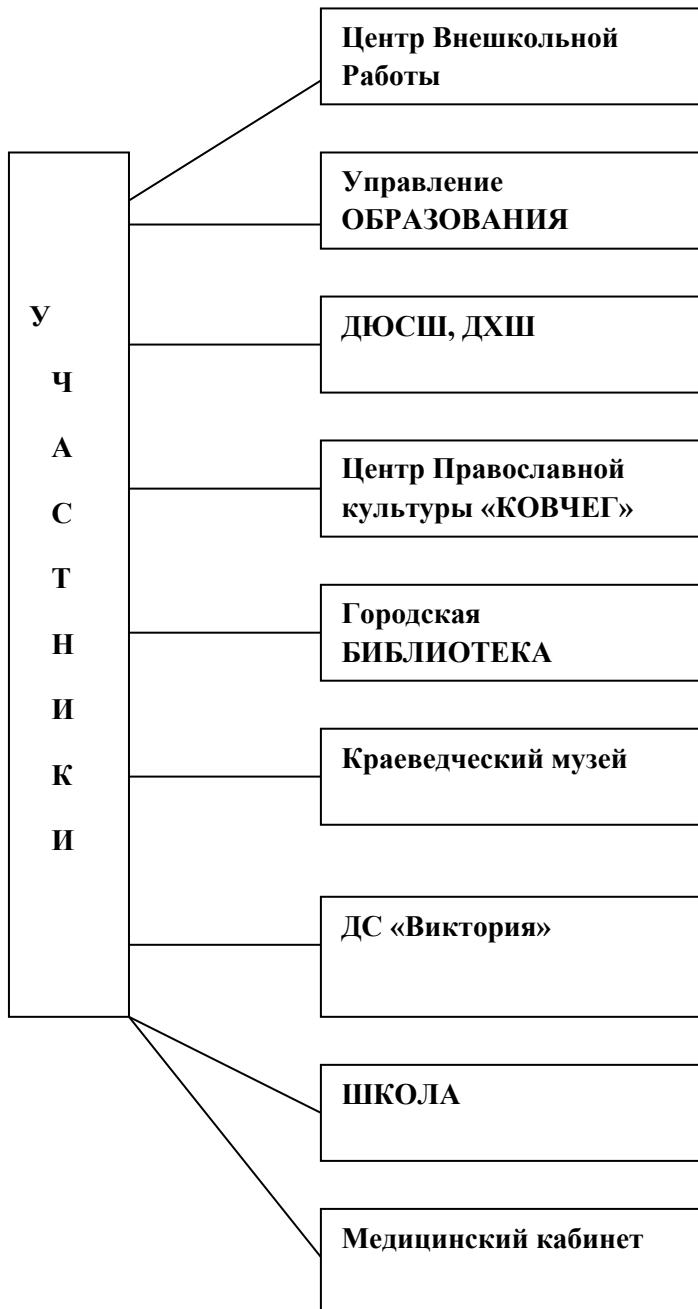 Центр Внешкольной
Работы
Управление
ОБРАЗОВАНИЯ
У
Ч
А
С
Т
Н
И
К
И
ДЮСШ, ДХШ
Центр Православной
культуры «КОВЧЕГ»
Городская
БИБЛИОТЕКА
Краеведческий музей
ДС «Виктория»
ШКОЛА
Медицинский кабинет